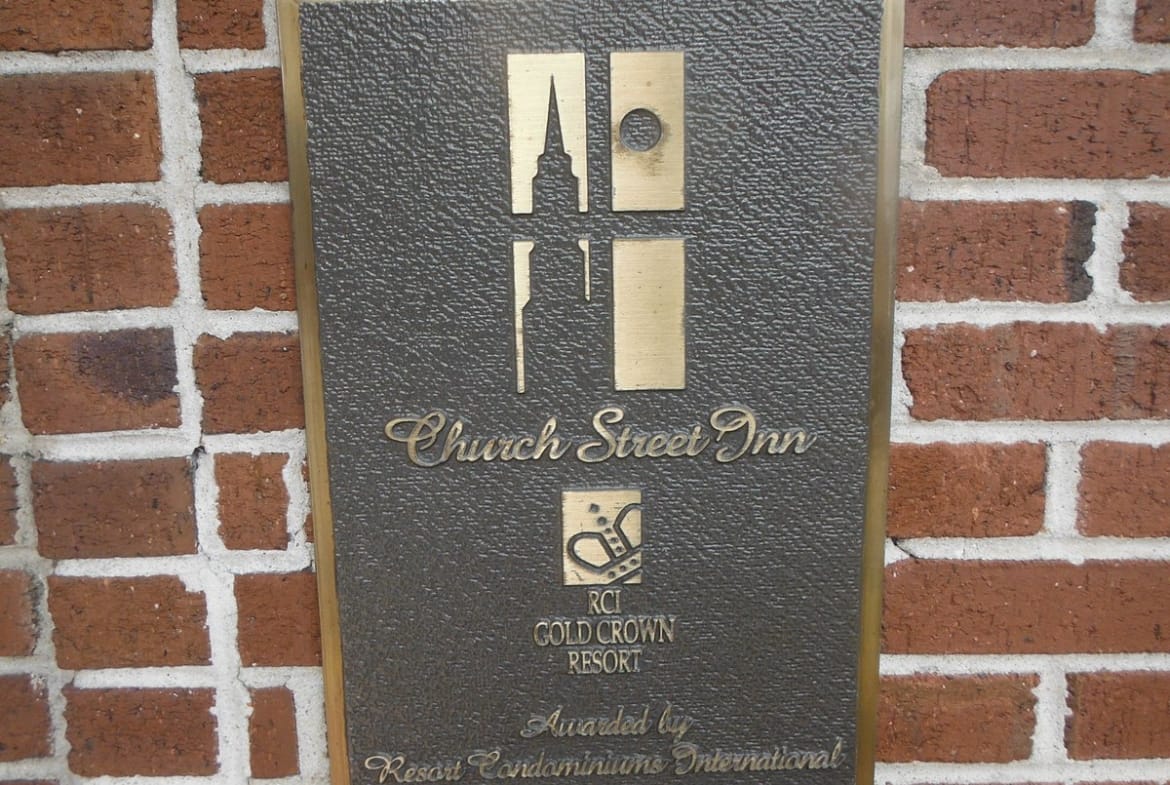 Church Street Inn
RCI
GOLD CROWN
RESORT
Awarded by
Resort Condominiums International